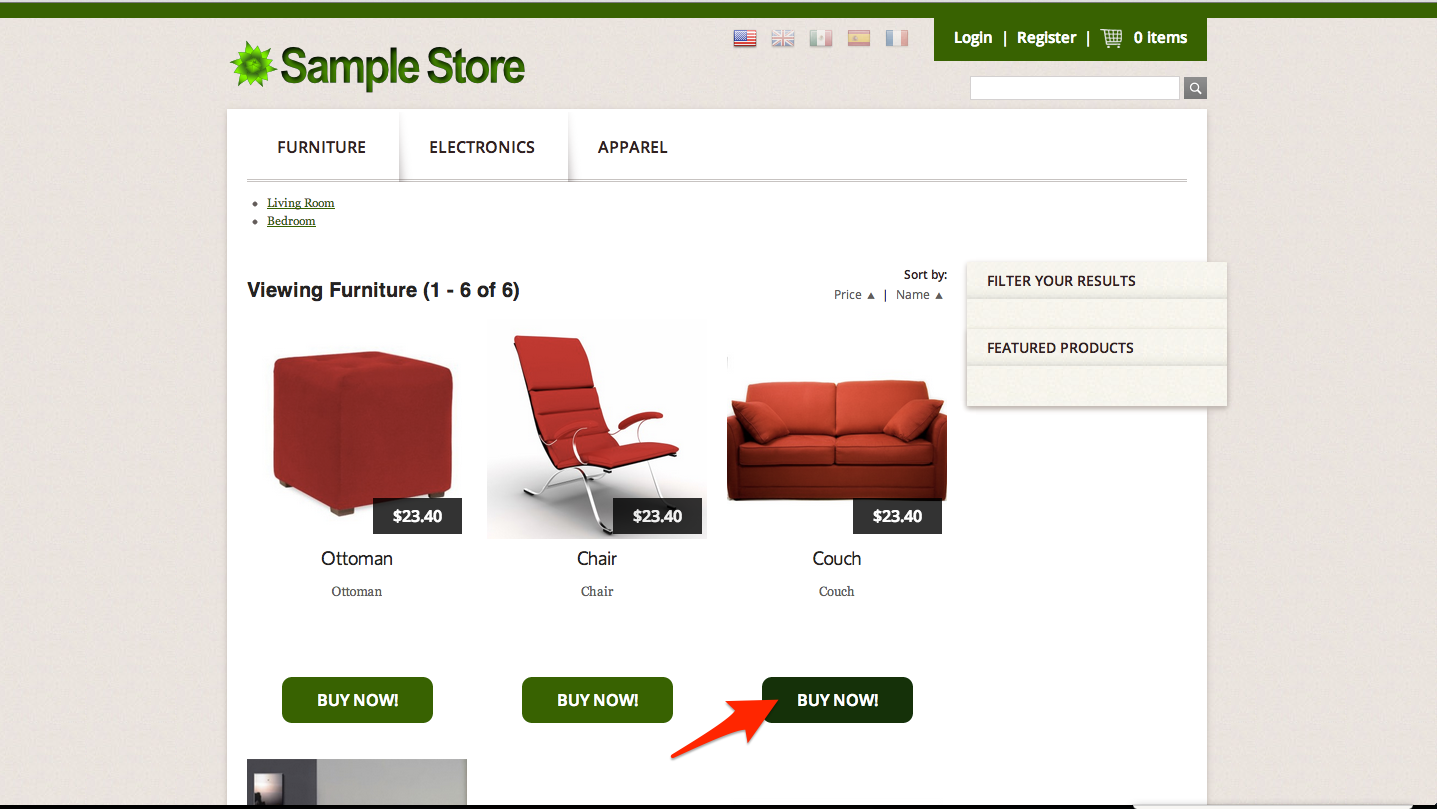 Login | Register | 0 Items
Sample Store
FURNITURE
ELECTRONICS
APPAREL
Living Room
Bedroom
Viewing Furniture (1 - 6 of 6)
Sort by:
Price ▲ | Name ▲
FILTER YOUR RESULTS
FEATURED PRODUCTS
$23.40
$23.40
$23.40
Ottoman
Chair
Couch
Ottoman
Chair
Couch
BUY NOW!
BUY NOW!
BUY NOW!